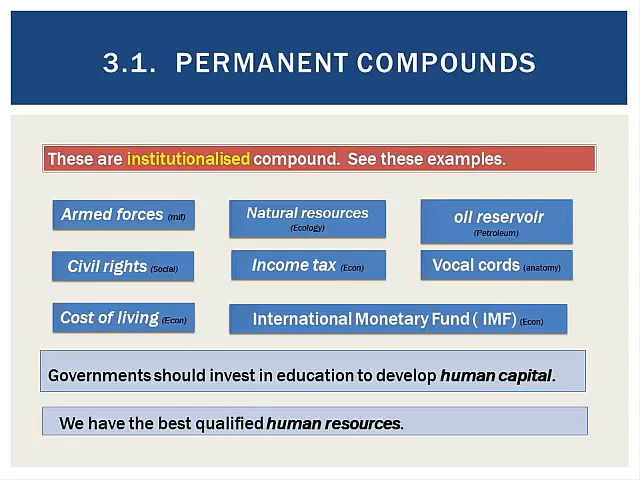 3.1. PERMANENT COMPOUNDS
These are institutionalised compound. See these examples.
Armed forces (mil)
Natural resources
(Ecology)
oil reservoir
(Petroleum)
Civil rights (Social)
Income tax (Econ)
Vocal cords (anatomy)
Cost of living (Econ)
International Monetary Fund ( IMF) (Econ)
Governments should invest in education to develop human capital.
We have the best qualified human resources.